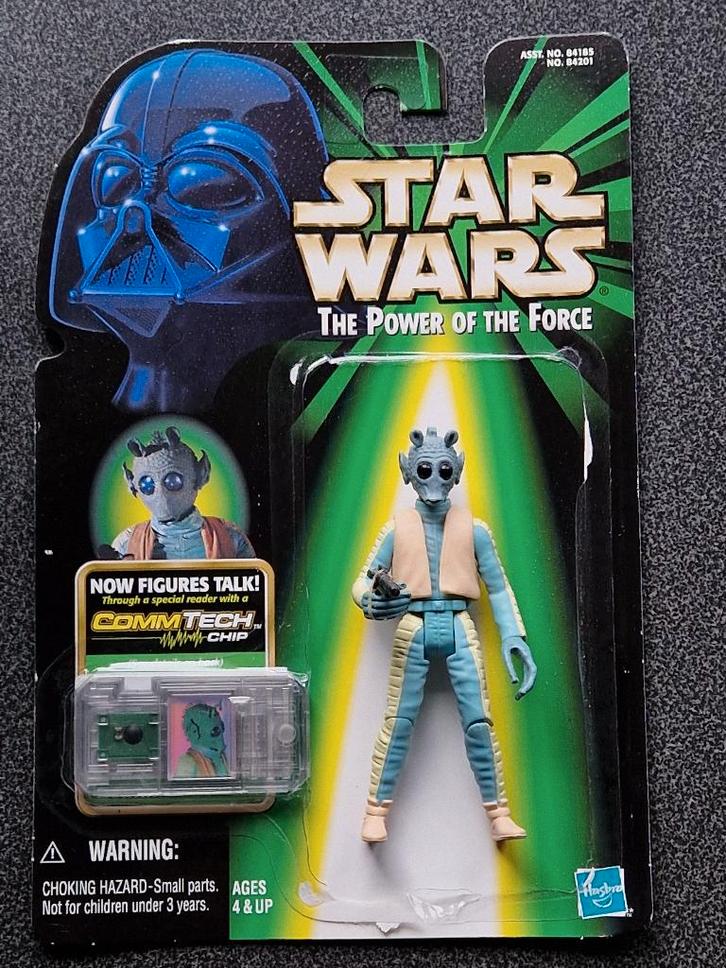 ASST. NO. 84185
NO. 84201
STAR
WARS®
THE POWER OF THE FORCE
NOW FIGURES TALK!
Through a special reader with a
COMMTECH™
CHIP
WARNING:
CHOKING HAZARD-Small parts.
Not for children under 3 years.
AGES
4 & UP
Hasbro